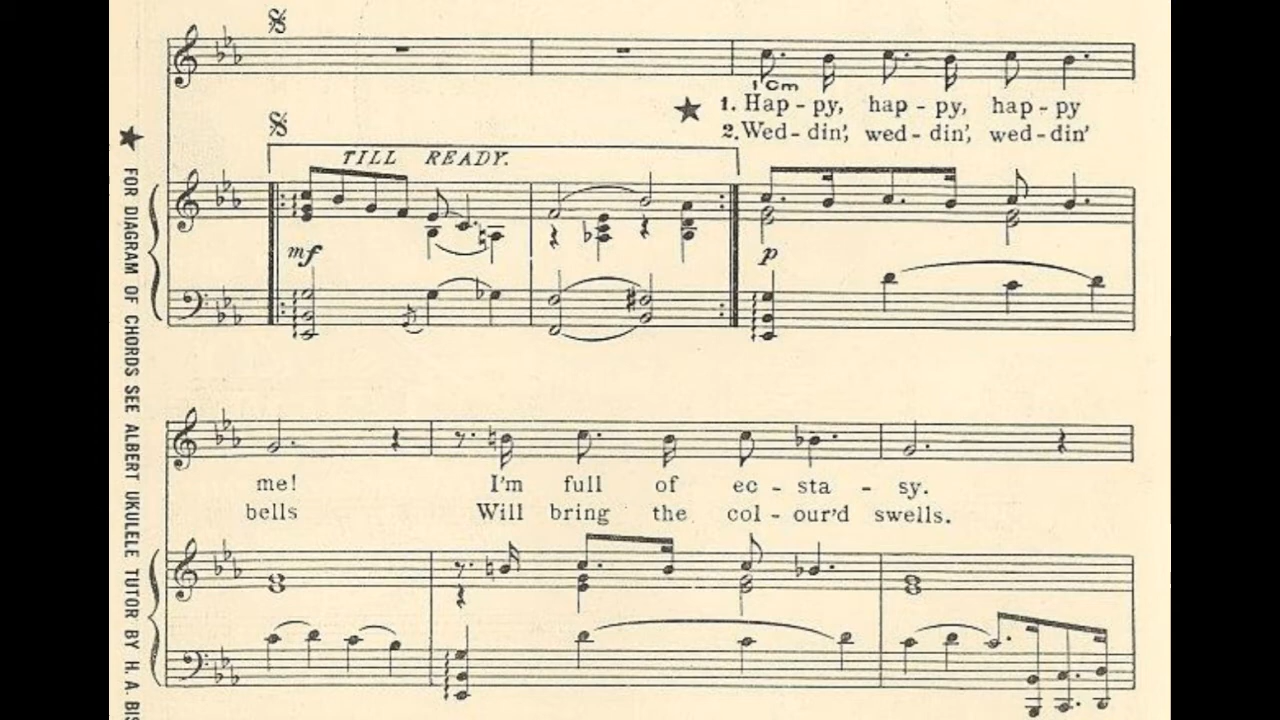 TILL READY.
mf
1 Cm
1. Hap-py, hap-py, hap-py
2. Wed-din', wed-din', wed-din'
p
me! I'm full of ec-sta-sy.
bells Will bring the col-our'd swells.
★ FOR DIAGRAM OF CHORDS SEE ALBERT UKULELE TUTOR BY H. A. BIS